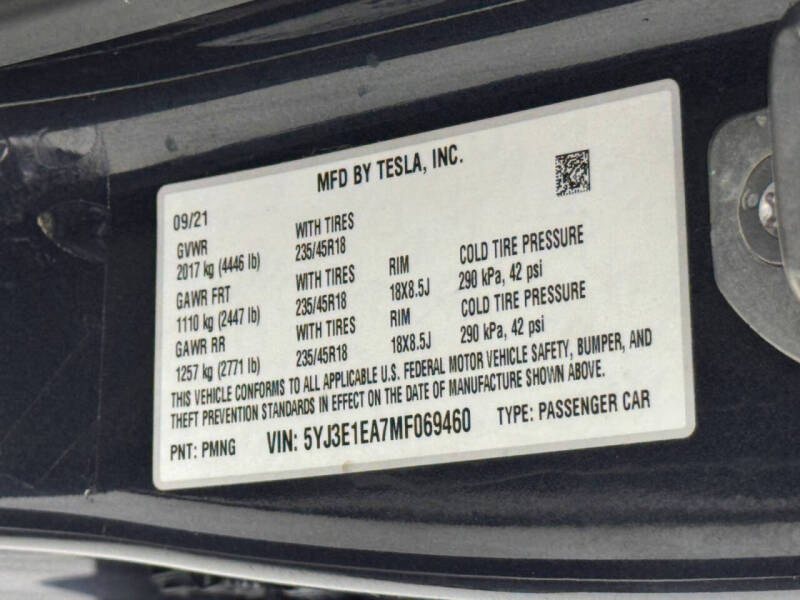 MFD BY TESLA, INC.
09/21
GVWR WITH TIRES
2017 kg (4446 lb) 235/45R18 RIM COLD TIRE PRESSURE
GAWR FRT WITH TIRES 18X8.5J 290 kPa, 42 psi
1110 kg (2447 lb) 235/45R18 RIM COLD TIRE PRESSURE
GAWR RR WITH TIRES 18X8.5J 290 kPa, 42 psi
1257 kg (2771 lb) 235/45R18
THIS VEHICLE CONFORMS TO ALL APPLICABLE U.S. FEDERAL MOTOR VEHICLE SAFETY, BUMPER, AND
THEFT PREVENTION STANDARDS IN EFFECT ON THE DATE OF MANUFACTURE SHOWN ABOVE.
PNT: PMNG VIN: 5YJ3E1EA7MF069460 TYPE: PASSENGER CAR